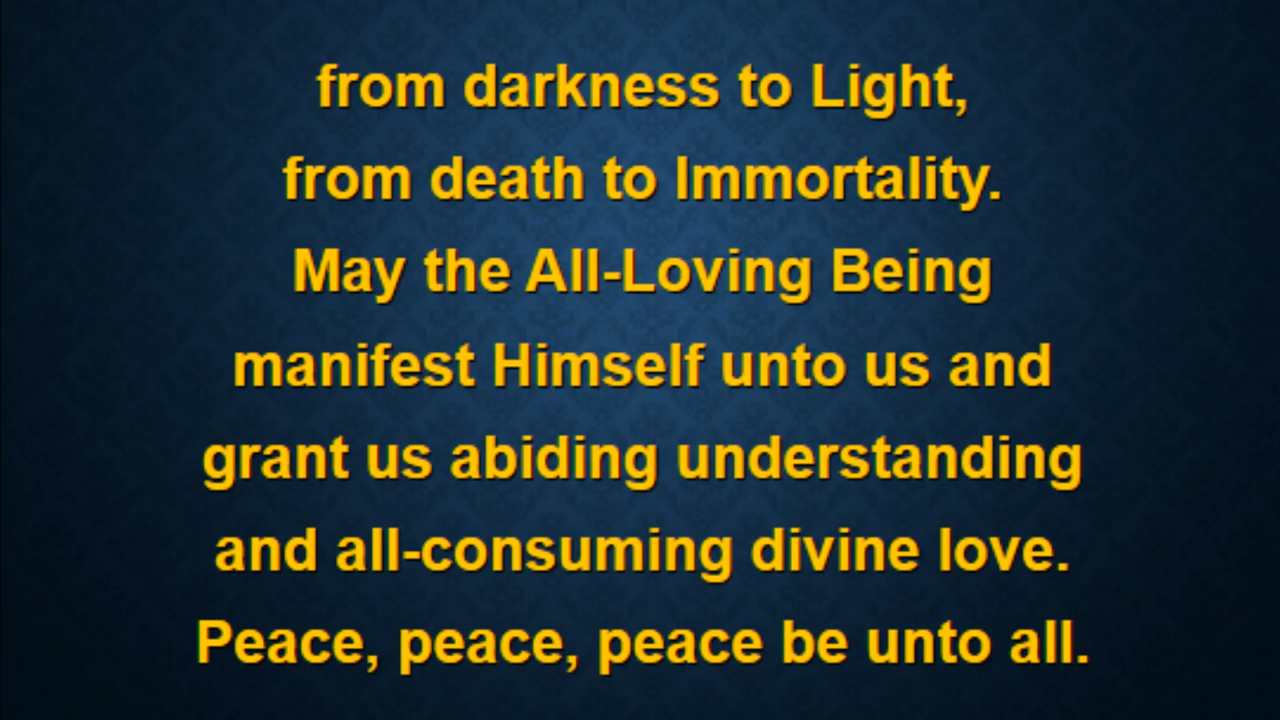 from darkness to Light,
from death to Immortality.
May the All-Loving Being
manifest Himself unto us and
grant us abiding understanding
and all-consuming divine love.
Peace, peace, peace be unto all.